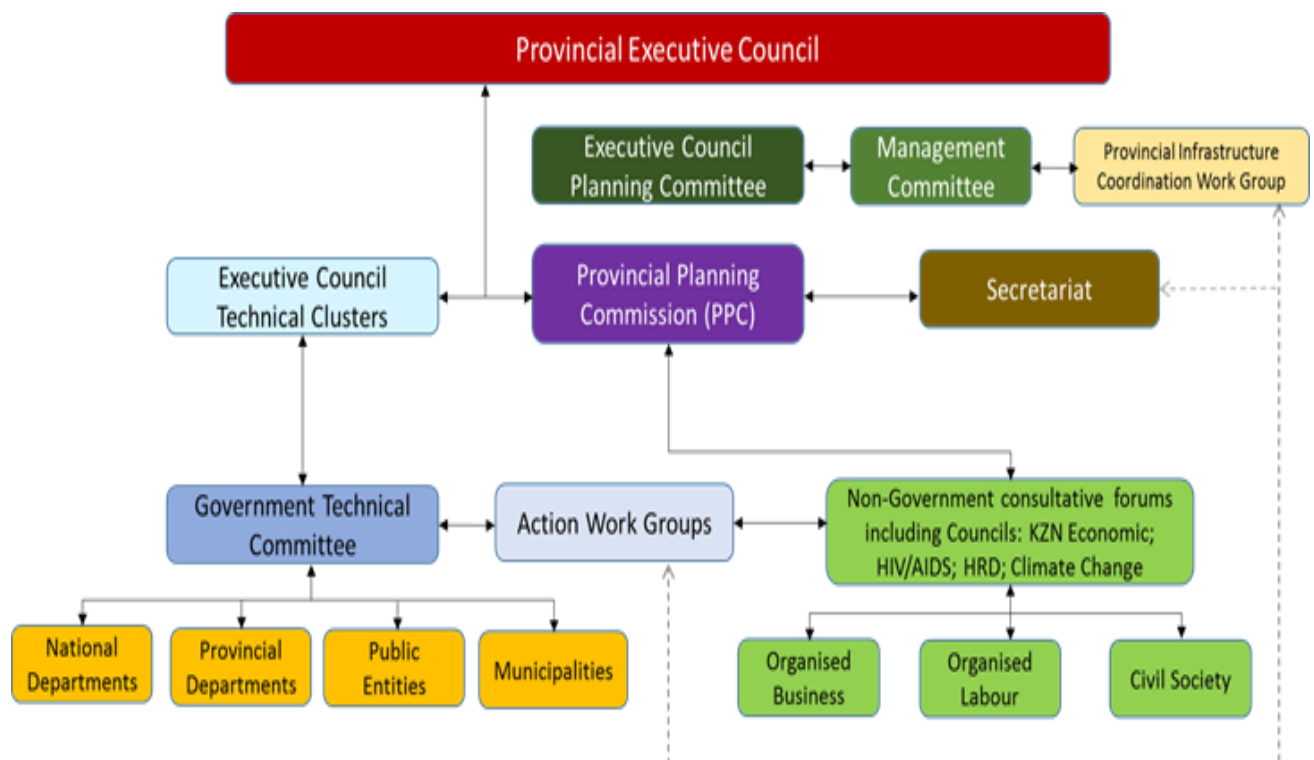 Provincial Executive Council
Executive Council
Planning Committee
Management
Committee
Provincial Infrastructure
Coordination Work Group
Executive Council
Technical Clusters
Provincial Planning
Commission (PPC)
Secretariat
Government Technical
Committee
Action Work Groups
Non-Government consultative forums
including Councils: KZN Economic;
HIV/AIDS; HRD; Climate Change
National
Departments
Provincial
Departments
Public
Entities
Municipalities
Organised
Business
Organised
Labour
Civil Society